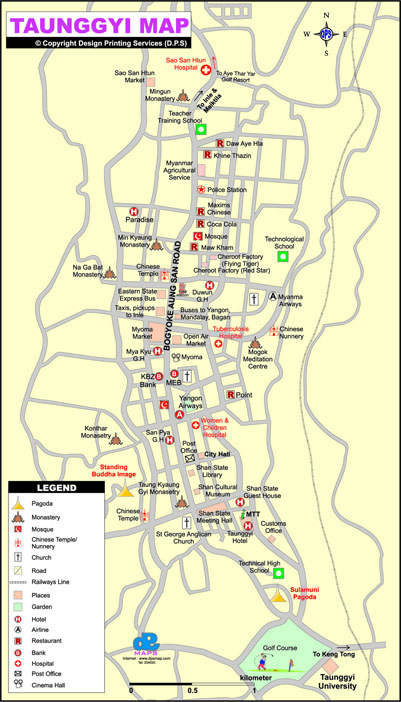 TAUNGGYI MAP
© Copyright Design Printing Services (D.P.S)
N
W
E
S
DPS
Sao San Htun
Hospital
Sao San Htun
Market
To Aye Thar Yar
Golf Resort
Mingun
Monastery
To Inle &
Meiktila
Teacher
Training School
R Daw Aye Hla
R Khine Thazin
Myanmar
Agricultural
Service
Police Station
H
Paradise
R Maxims
Chinese
R Coca Cola
Mosque
R Maw Kham
Min Kyaung
Monastery
Technological
School
Cheroot Factory
(Flying Tiger)
Cheroot Factory (Red Star)
Na Ga Bat
Monastery
Chinese
Temple
BOGYOKE AUNG SAN ROAD
H
Duwun
G.H
Eastern State
Express Bus
A Myanma
Airways
Taxis, pickups
to Inle
Buses to Yangon,
Mandalay, Bagan
Myoma
Market
Open Air
Market
Tuberculosis
Hospital
Chinese
Nunnery
Mya Kyu H
G.H
Myoma
Mogok
Meditation
Centre
KBZ B
Bank
B
MEB
R Point
Yangon
Airways
A
Women &
Children
Hospital
Konthar
Monasetry
San Pya H
G.H
Post
Office
City Hall
Standing
Buddha Image
Shan State
Library
Taung Kyaung
Gyi Monasetry
Shan Cultural
Museum
Shan State
Guest House
H
MTT
Chinese
Temple
Shan State
Meeting Hall
H
Taunggyi
Hotel
Customs
Office
St George Anglican
Church
Technical High
School
Sulamuni
Pagoda
Golf Course
To Keng Tong
Taunggyi
University
LEGEND
Pagoda
Monastery
Mosque
Chinese Temple/
Nunnery
Church
Road
Railways Line
Places
Garden
H Hotel
A Airline
R Restaurant
B Bank
Hospital
Post Office
Cinema Hall
MAPS
Internet : www.dpsmap.com
kilometer
0
0.5
1